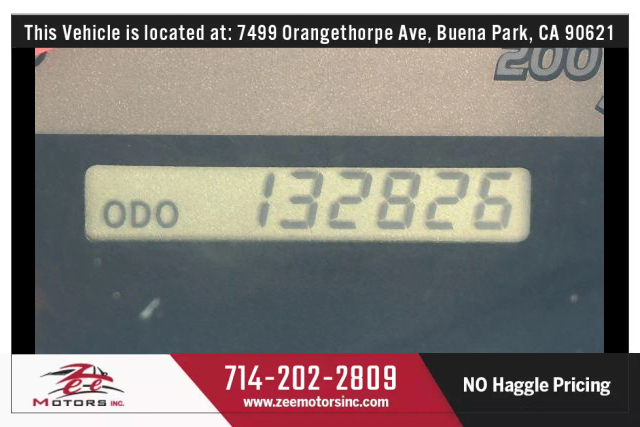 This Vehicle is located at: 7499 Orangethorpe Ave, Buena Park, CA 90621
200
ODO 132826
Zee
MOTORS INC.
714-202-2809
www.zeemotorsinc.com
NO Haggle Pricing